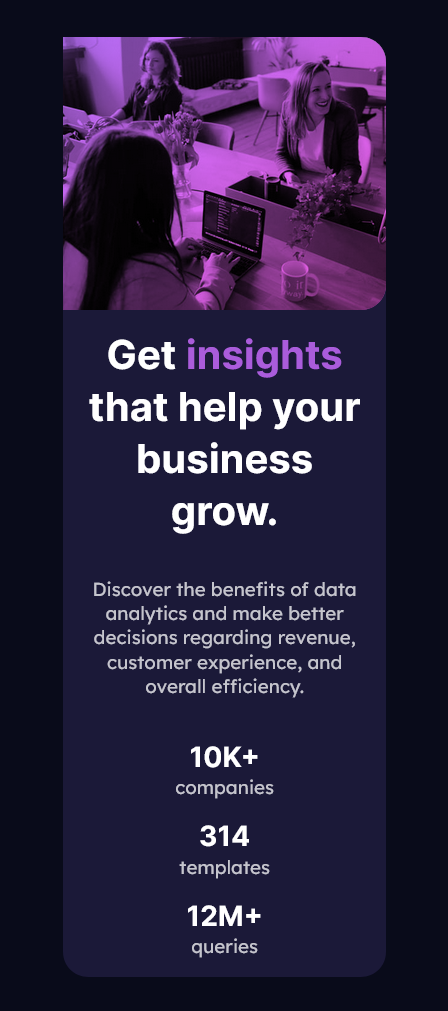 Get insights
that help your
business
grow.
Discover the benefits of data
analytics and make better
decisions regarding revenue,
customer experience, and
overall efficiency.
10K+
companies
314
templates
12M+
queries